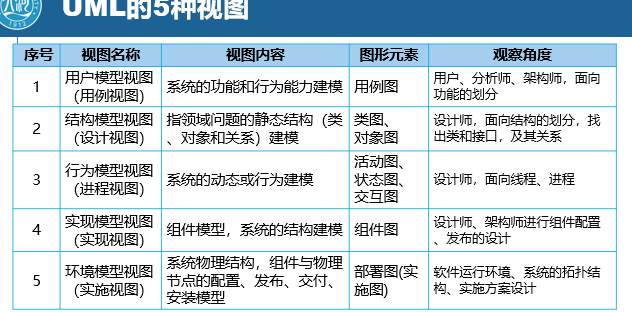 UML的5种视图
序号 视图名称 视图内容 图形元素 观察角度
1 用户模型视图
(用例视图)
系统的功能和行为能力建模 用例图
用户、分析师、架构师，面向
功能的划分
2 结构模型视图
(设计视图)
指领域问题的静态结构（类
、对象和关系）建模
类图、
对象图
设计师，面向结构的划分，找
出类和接口，及其关系
3 行为模型视图
(进程视图)
系统的动态或行为建模
活动图、
状态图、
交互图
设计师，面向线程、进程
4 实现模型视图
(实现视图)
组件模型，系统的结构建模 组件图
设计师、架构师进行组件配置
、发布的设计
5 环境模型视图
(实施视图)
系统物理结构，组件与物理
节点的配置、发布、交付、
安装模型
部署图(实
施图)
软件运行环境、系统的拓扑结
构、实施方案设计